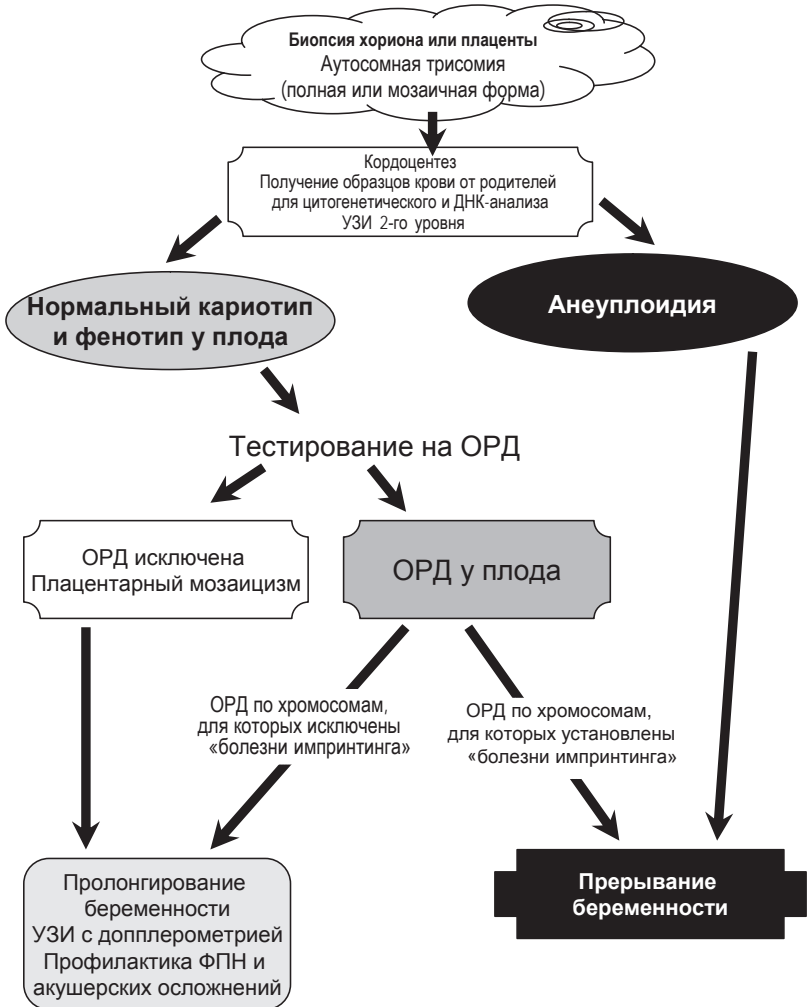 Биопсия хориона или плаценты
Аутосомная трисомия
(полная или мозаичная форма)
Кордоцентез
Получение образцов крови от родителей
для цитогенетического и ДНК-анализа
УЗИ 2-го уровня
Нормальный кариотип
и фенотип у плода
Анеуплоидия
Тестирование на ОРД
ОРД исключена
Плацентарный мозаицизм
ОРД у плода
ОРД по хромосомам,
для которых исключены
«болезни импринтинга»
ОРД по хромосомам,
для которых установлены
«болезни импринтинга»
Пролонгирование
беременности
УЗИ с допплерометрией
Профилактика ФПН и
акушерских осложнений
Прерывание
беременности